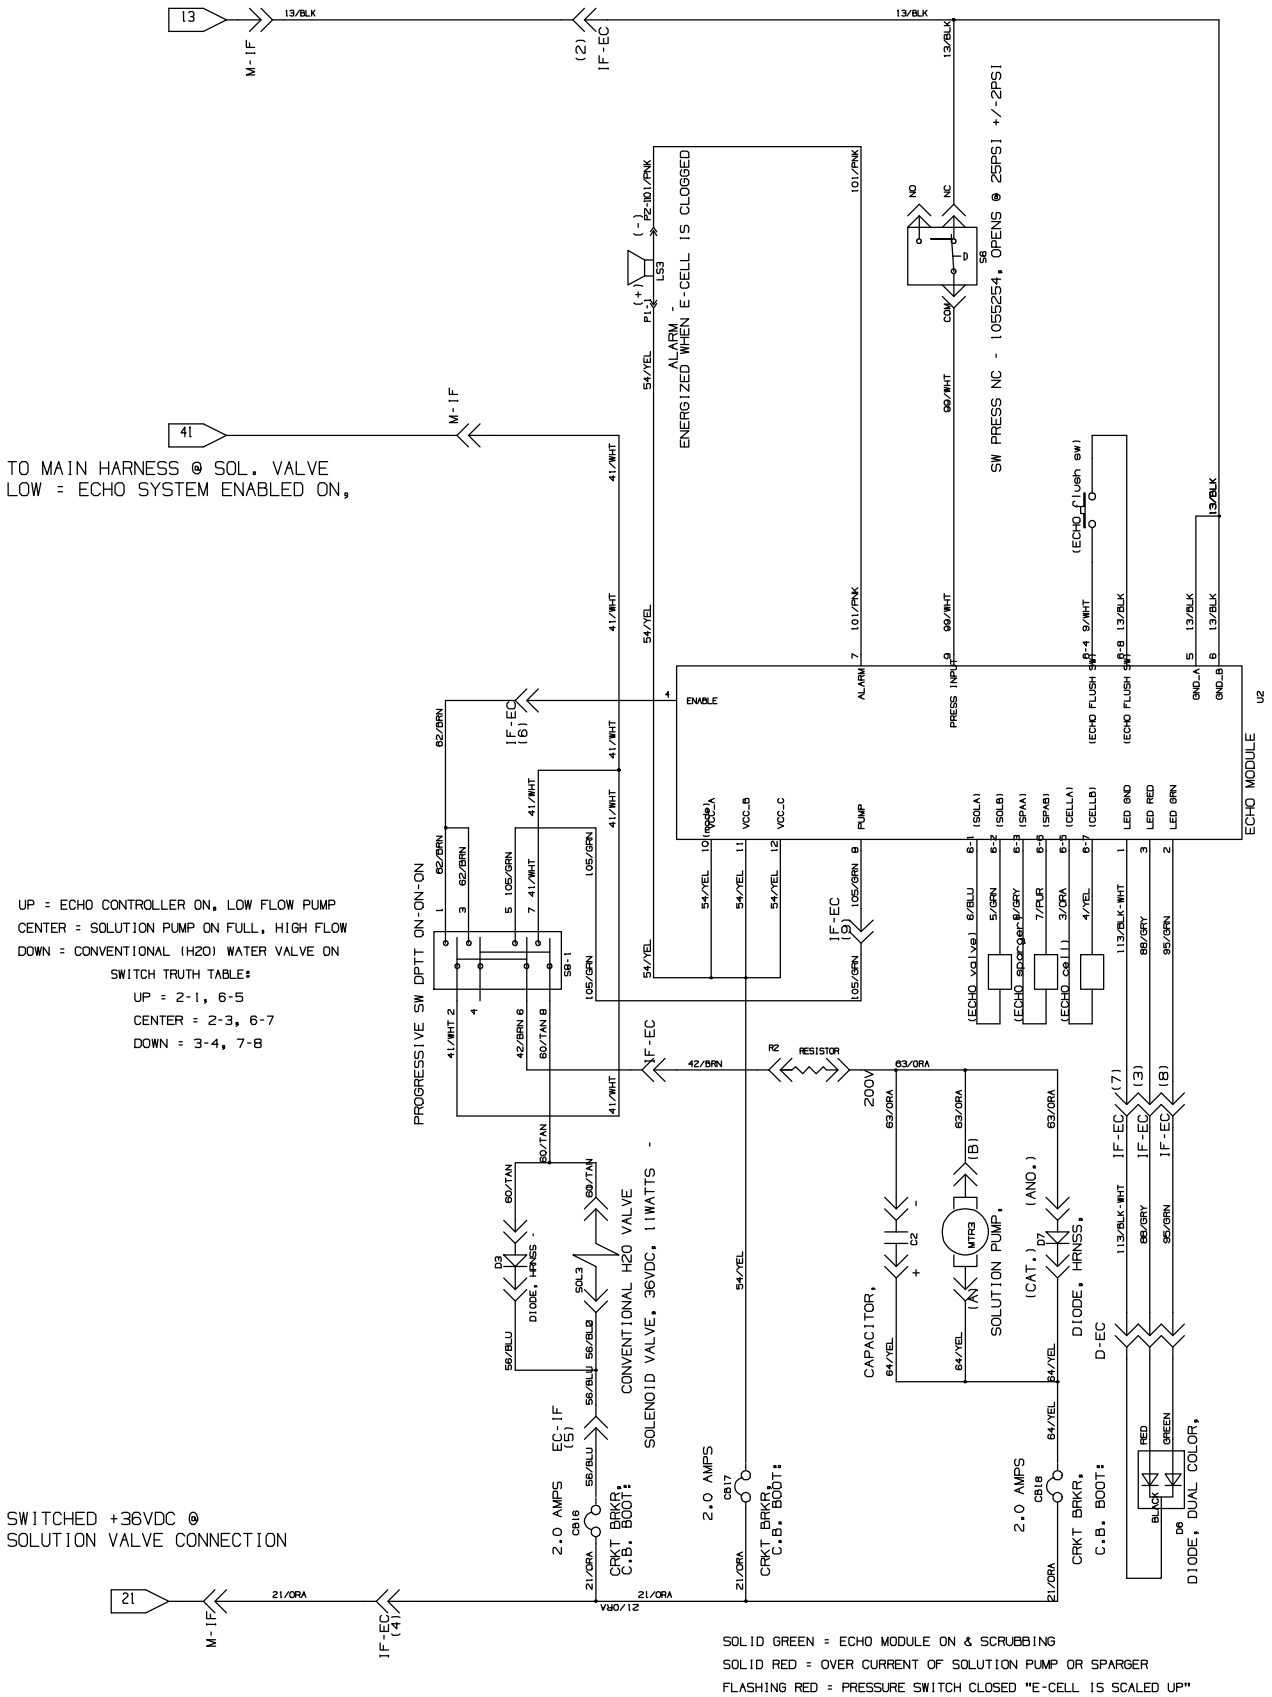 13
M-IF
13/BLK
(2)
IF-EC
13/BLK
13/BLK
101/PNK
P2-1
(-)
LS3
(+)
P1-1
54/YEL
ALARM -
ENERGIZED WHEN E-CELL IS CLOGGED
101/PNK
NO
NC
S6
COM
SW PRESS NC - 1055254, OPENS @ 25PSI +/-2PSI
99/WHT
41
M-IF
TO MAIN HARNESS @ SOL. VALVE
LOW = ECHO SYSTEM ENABLED ON,
41/WHT
(ECHO flush sw)
13/BLK
41/WHT
54/YEL
101/PNK
99/WHT
9/WHT
13/BLK
13/BLK
13/BLK
7
9
6-4
6-8
5
6
4
ENABLE
ALARM
PRESS INPUT
(ECHO FLUSH SW)
(ECHO FLUSH SW)
GND_A
GND_B
U2
ECHO MODULE
62/BRN
IF-EC
(6)
41/WHT
41/WHT
41/WHT
(mode)
VCC_A
VCC_B
VCC_C
PUMP
(SOLA)
(SOLB)
(SPAA)
(SPAB)
(CELLA)
(CELLB)
LED GND
LED RED
LED GRN
10
11
12
8
6-1
6-2
6-3
6-6
6-5
6-7
1
3
2
62/BRN
62/BRN
105/GRN
41/WHT
105/GRN
54/YEL
54/YEL
54/YEL
105/GRN
6/BLU
5/GRN
8/GRY
7/PUR
3/ORA
4/YEL
113/BLK-WHT
88/GRY
95/GRN
1
3
5
7
UP = ECHO CONTROLLER ON, LOW FLOW PUMP
CENTER = SOLUTION PUMP ON FULL, HIGH FLOW
DOWN = CONVENTIONAL (H2O) WATER VALVE ON
SWITCH TRUTH TABLE:
UP = 2-1, 6-5
CENTER = 2-3, 6-7
DOWN = 3-4, 7-8
PROGRESSIVE SW DPTT ON-ON-ON
S8-1
IF-EC
(9)
54/YEL
105/GRN
105/GRN
(ECHO valve)
(ECHO sparger)
(ECHO cell)
41/WHT
2
4
42/BRN
6
60/TAN
8
IF-EC
42/BRN
R2
RESISTOR
200V
63/ORA
41/WHT
63/ORA
63/ORA
63/ORA
(7)
(3)
(8)
IF-EC
IF-EC
IF-EC
60/TAN
60/TAN
60/TAN
D3
DIODE, HRNSS -
SOL3
CONVENTIONAL H2O VALVE
SOLENOID VALVE, 36VDC, 11WATTS -
54/YEL
(B)
(ANO.)
-
C2
+
MTR3
D7
(A)
(CAT.)
CAPACITOR,
SOLUTION PUMP,
DIODE, HRNSS,
113/BLK-WHT
88/GRY
95/GRN
D-EC
56/BLU
56/BLU
56/BLU
64/YEL
64/YEL
64/YEL
EC-IF
(5)
56/BLU
64/YEL
RED
GREEN
BLACK
D6
DIODE, DUAL COLOR,
2.0 AMPS
CB16
CRKT BRKR,
C.B. BOOT:
2.0 AMPS
CB17
CRKT BRKR,
C.B. BOOT:
2.0 AMPS
CB18
CRKT BRKR,
C.B. BOOT:
SWITCHED +36VDC @
SOLUTION VALVE CONNECTION
21/ORA
21/ORA
21/ORA
21
M-IF
21/ORA
IF-EC
(4)
21/ORA
21/ORA
SOLID GREEN = ECHO MODULE ON & SCRUBBING
SOLID RED = OVER CURRENT OF SOLUTION PUMP OR SPARGER
FLASHING RED = PRESSURE SWITCH CLOSED "E-CELL IS SCALED UP"